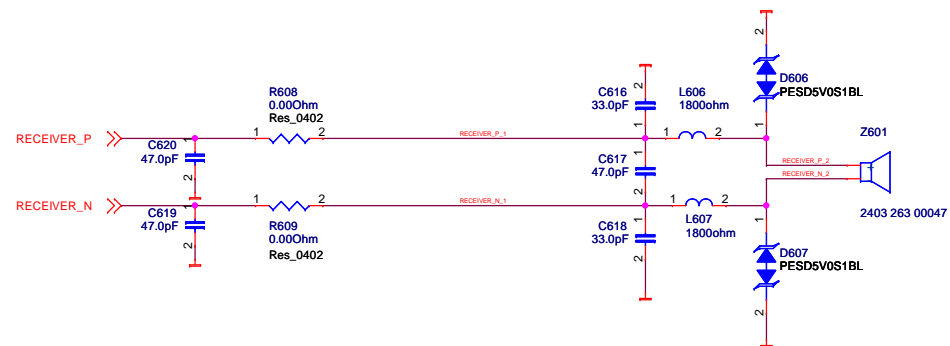 2
D606
PESD5V0S1BL
1
R608
0.00Ohm
Res_0402
C616
33.0pF
2
1
L606
1800ohm
RECEIVER_P
1
2
RECEIVER_P_1
1
2
Z601
C620
47.0pF
1
2
C617
47.0pF
1
2
RECEIVER_P_2
RECEIVER_N_2
RECEIVER_N
1
2
RECEIVER_N_1
1
2
C619
47.0pF
1
2
R609
0.00Ohm
Res_0402
C618
33.0pF
1
2
L607
1800ohm
2403 263 00047
1
D607
PESD5V0S1BL
2